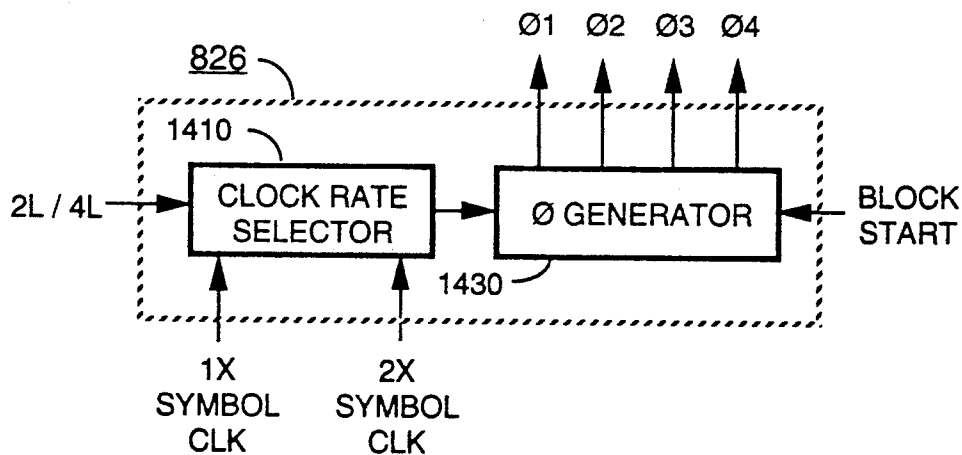 Ø1 Ø2 Ø3 Ø4
826
1410
2L / 4L
CLOCK RATE
SELECTOR
Ø GENERATOR
BLOCK
START
1430
1X
SYMBOL
CLK
2X
SYMBOL
CLK